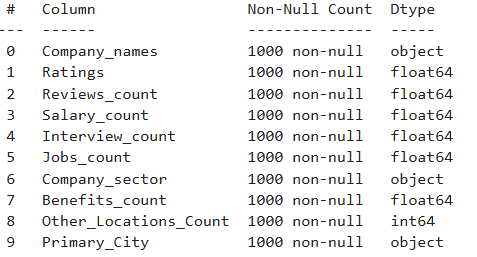 #   Column                 Non-Null Count  Dtype
---  ------                 --------------  -----
 0   Company_names          1000 non-null   object
 1   Ratings                1000 non-null   float64
 2   Reviews_count          1000 non-null   float64
 3   Salary_count           1000 non-null   float64
 4   Interview_count        1000 non-null   float64
 5   Jobs_count             1000 non-null   float64
 6   Company_sector         1000 non-null   object
 7   Benefits_count         1000 non-null   float64
 8   Other_Locations_Count  1000 non-null   int64
 9   Primary_City           1000 non-null   object